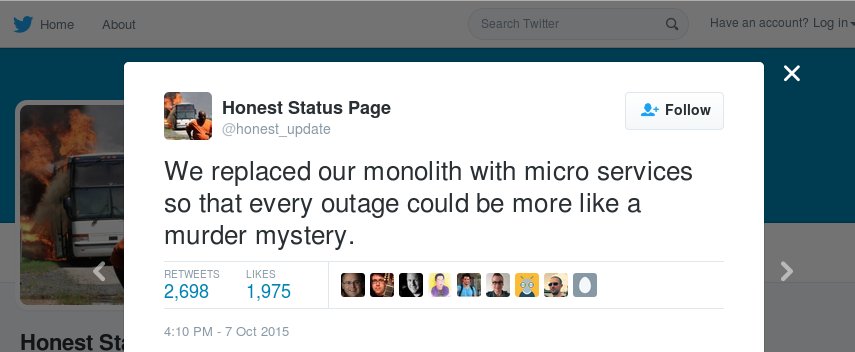 Home About Search Twitter Have an account? Log in
Honest Status Page
@honest_update
Follow
We replaced our monolith with micro services
so that every outage could be more like a
murder mystery.
RETWEETS LIKES
2,698 1,975
4:10 PM - 7 Oct 2015
Honest Sta